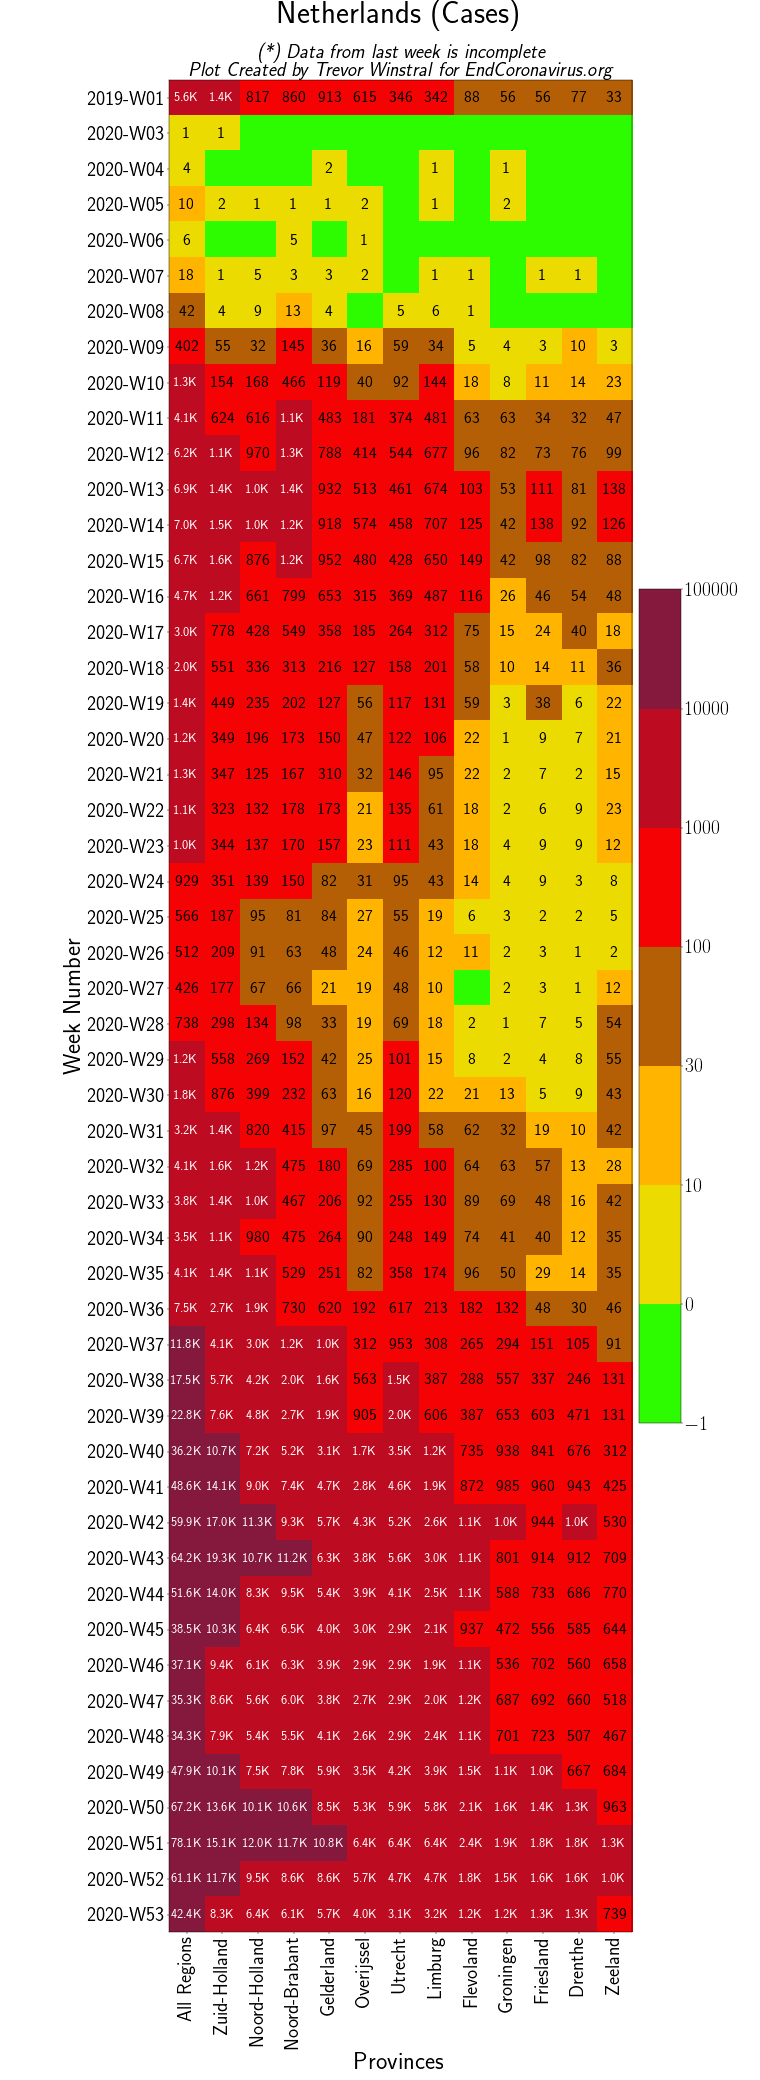 Netherlands (Cases)
(*) Data from last week is incomplete
Plot Created by Trevor Winstral for EndCoronavirus.org
2019-W01 5.6K 1.4K 817 860 913 615 346 342 88 56 56 77 33
2020-W03 1 1
2020-W04 4 2 1 1
2020-W05 10 2 1 1 1 2 1 2
2020-W06 6 5 1
2020-W07 18 1 5 3 3 2 1 1 1 1
2020-W08 42 4 9 13 4 5 6 1
2020-W09 402 55 32 145 36 16 59 34 5 4 3 10 3
2020-W10 1.3K 154 168 466 119 40 92 144 18 8 11 14 23
2020-W11 4.1K 624 616 1.1K 483 181 374 481 63 63 34 32 47
2020-W12 6.2K 1.1K 970 1.3K 788 414 544 677 96 82 73 76 99
2020-W13 6.9K 1.4K 1.0K 1.4K 932 513 461 674 103 53 111 81 138
2020-W14 7.0K 1.5K 1.0K 1.2K 918 574 458 707 125 42 138 92 126
2020-W15 6.7K 1.6K 876 1.2K 952 480 428 650 149 42 98 82 88
2020-W16 4.7K 1.2K 661 799 653 315 369 487 116 26 46 54 48
2020-W17 3.0K 778 428 549 358 185 264 312 75 15 24 40 18
2020-W18 2.0K 551 336 313 216 127 158 201 58 10 14 11 36
2020-W19 1.4K 449 235 202 127 56 117 131 59 3 38 6 22
2020-W20 1.2K 349 196 173 150 47 122 106 22 1 9 7 21
2020-W21 1.3K 347 125 167 310 32 146 95 22 2 7 2 15
2020-W22 1.1K 323 132 178 173 21 135 61 18 2 6 9 23
2020-W23 1.0K 344 137 170 157 23 111 43 18 4 9 9 12
2020-W24 929 351 139 150 82 31 95 43 14 4 9 3 8
2020-W25 566 187 95 81 84 27 55 19 6 3 2 2 5
2020-W26 512 209 91 63 48 24 46 12 11 2 3 1 2
2020-W27 426 177 67 66 21 19 48 10 2 3 1 12
2020-W28 738 298 134 98 33 19 69 18 2 1 7 5 54
2020-W29 1.2K 558 269 152 42 25 101 15 8 2 4 8 55
2020-W30 1.8K 876 399 232 63 16 120 22 21 13 5 9 43
2020-W31 3.2K 1.4K 820 415 97 45 199 58 62 32 19 10 42
2020-W32 4.1K 1.6K 1.2K 475 180 69 285 100 64 63 57 13 28
2020-W33 3.8K 1.4K 1.0K 467 206 92 255 130 89 69 48 16 42
2020-W34 3.5K 1.1K 980 475 264 90 248 149 74 41 40 12 35
2020-W35 4.1K 1.4K 1.1K 529 251 82 358 174 96 50 29 14 35
2020-W36 7.5K 2.7K 1.9K 730 620 192 617 213 182 132 48 30 46
2020-W37 11.8K 4.1K 3.0K 1.2K 1.0K 312 953 308 265 294 151 105 91
2020-W38 17.5K 5.7K 4.2K 2.0K 1.6K 563 1.5K 387 288 557 337 246 131
2020-W39 22.8K 7.6K 4.8K 2.7K 1.9K 905 2.0K 606 387 653 603 471 131
2020-W40 36.2K 10.7K 7.2K 5.2K 3.1K 1.7K 3.5K 1.2K 735 938 841 676 312
2020-W41 48.6K 14.1K 9.0K 7.4K 4.7K 2.8K 4.6K 1.9K 872 985 960 943 425
2020-W42 59.9K 17.0K 11.3K 9.3K 5.7K 4.3K 5.2K 2.6K 1.1K 1.0K 944 1.0K 530
2020-W43 64.2K 19.3K 10.7K 11.2K 6.3K 3.8K 5.6K 3.0K 1.1K 801 914 912 709
2020-W44 51.6K 14.0K 8.3K 9.5K 5.4K 3.9K 4.1K 2.5K 1.1K 588 733 686 770
2020-W45 38.5K 10.3K 6.4K 6.5K 4.0K 3.0K 2.9K 2.1K 937 472 556 585 644
2020-W46 37.1K 9.4K 6.1K 6.3K 3.9K 2.9K 2.9K 1.9K 1.1K 536 702 560 658
2020-W47 35.3K 8.6K 5.6K 6.0K 3.8K 2.7K 2.9K 2.0K 1.2K 687 692 660 518
2020-W48 34.3K 7.9K 5.4K 5.5K 4.1K 2.6K 2.9K 2.4K 1.1K 701 723 507 467
2020-W49 47.9K 10.1K 7.5K 7.8K 5.9K 3.5K 4.2K 3.9K 1.5K 1.1K 1.0K 667 684
2020-W50 67.2K 13.6K 10.1K 10.6K 8.5K 5.3K 5.9K 5.8K 2.1K 1.6K 1.4K 1.3K 963
2020-W51 78.1K 15.1K 12.0K 11.7K 10.8K 6.4K 6.4K 6.4K 2.4K 1.9K 1.8K 1.8K 1.3K
2020-W52 61.1K 11.7K 9.5K 8.6K 8.6K 5.7K 4.7K 4.7K 1.8K 1.5K 1.6K 1.6K 1.0K
2020-W53 42.4K 8.3K 6.4K 6.1K 5.7K 4.0K 3.1K 3.2K 1.2K 1.2K 1.3K 1.3K 739
Week Number
All Regions
Zuid-Holland
Noord-Holland
Noord-Brabant
Gelderland
Overijssel
Utrecht
Limburg
Flevoland
Groningen
Friesland
Drenthe
Zeeland
Provinces
100000
10000
1000
100
30
10
0
−1